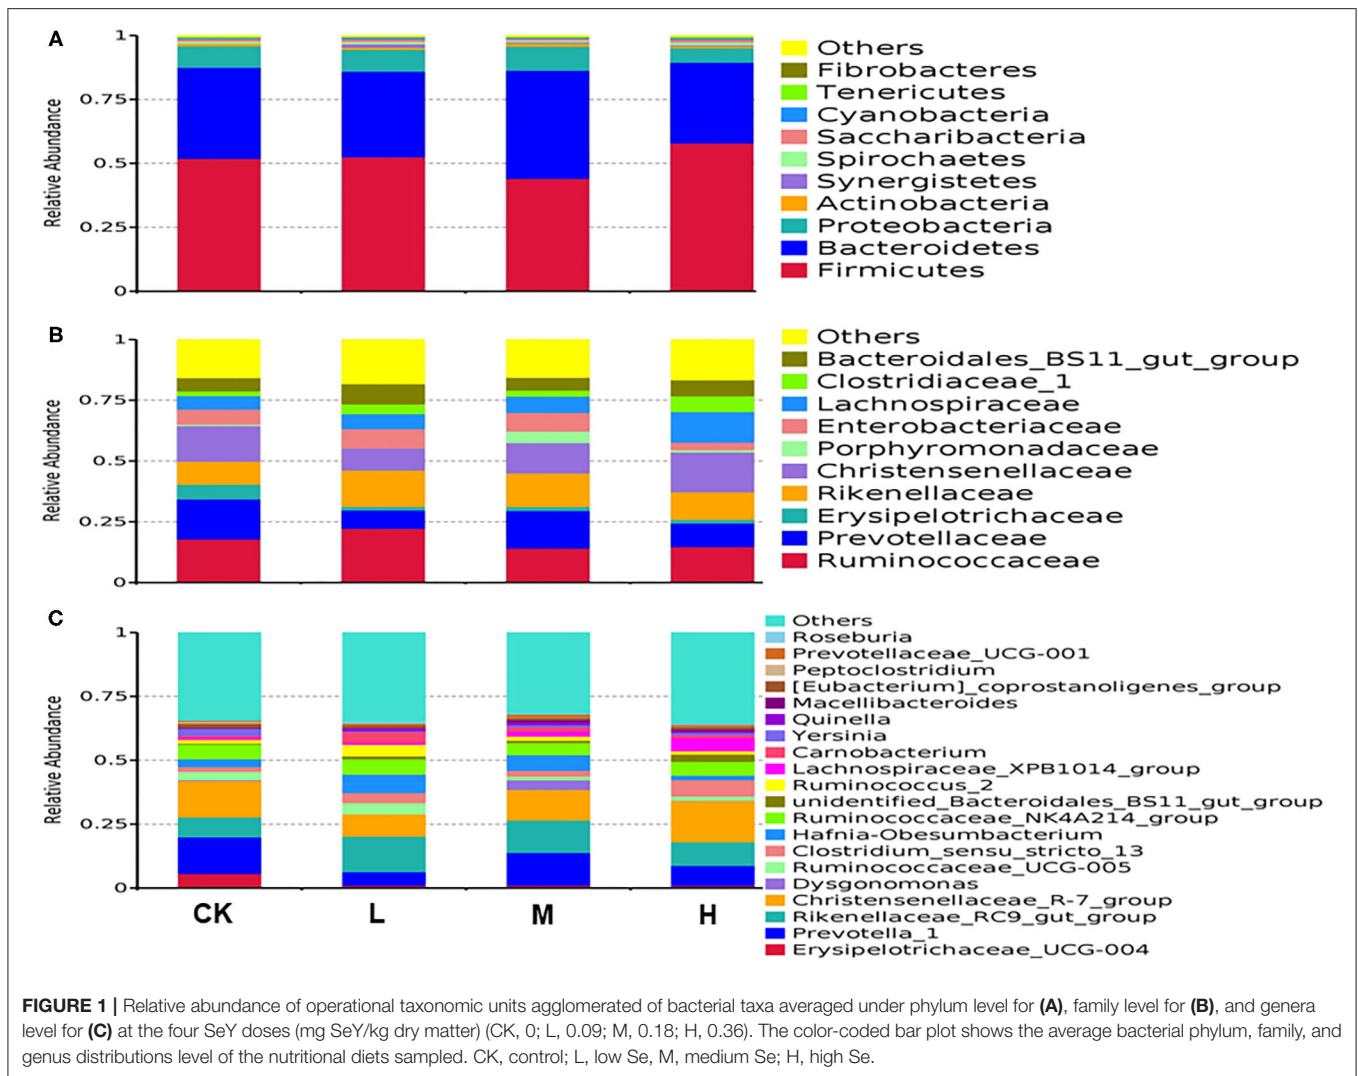 A
1
0.75
0.5
0.25
0
Relative Abundance
Others
Fibrobacteres
Tenericutes
Cyanobacteria
Saccharibacteria
Spirochaetes
Synergistetes
Actinobacteria
Proteobacteria
Bacteroidetes
Firmicutes
B
1
0.75
0.5
0.25
0
Relative Abundance
Others
Bacteroidales_BS11_gut_group
Clostridiaceae_1
Lachnospiraceae
Enterobacteriaceae
Porphyromonadaceae
Christensenellaceae
Rikenellaceae
Erysipelotrichaceae
Prevotellaceae
Ruminococcaceae
C
1
0.75
0.5
0.25
0
Relative Abundance
CK L M H
Others
Roseburia
Prevotellaceae_UCG-001
Peptoclostridium
[Eubacterium]_coprostanoligenes_group
Macellibacteroides
Quinella
Yersinia
Carnobacterium
Lachnospiraceae_XPB1014_group
Ruminococcus_2
unidentified_Bacteroidales_BS11_gut_group
Ruminococcaceae_NK4A214_group
Hafnia-Obesumbacterium
Clostridium_sensu_stricto_13
Ruminococcaceae_UCG-005
Dysgonomonas
Christensenellaceae_R-7_group
Rikenellaceae_RC9_gut_group
Prevotella_1
Erysipelotrichaceae_UCG-004
FIGURE 1 | Relative abundance of operational taxonomic units agglomerated of bacterial taxa averaged under phylum level for (A), family level for (B), and genera
level for (C) at the four SeY doses (mg SeY/kg dry matter) (CK, 0; L, 0.09; M, 0.18; H, 0.36). The color-coded bar plot shows the average bacterial phylum, family, and
genus distributions level of the nutritional diets sampled. CK, control; L, low Se, M, medium Se; H, high Se.